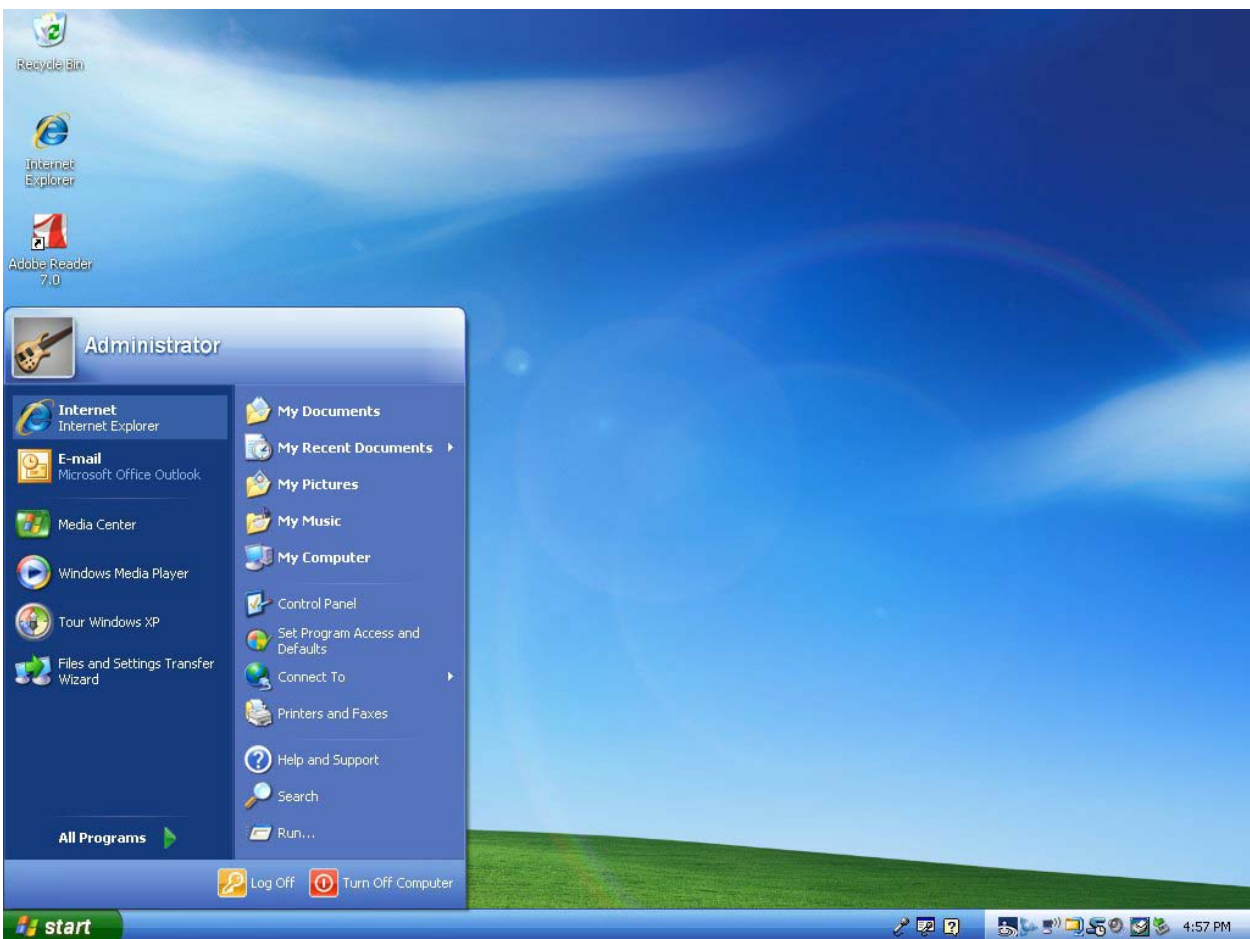 Recycle Bin
Internet
Explorer
Adobe Reader
7.0
Administrator
Internet
Internet Explorer
E-mail
Microsoft Office Outlook
Media Center
Windows Media Player
Tour Windows XP
Files and Settings Transfer
Wizard
All Programs
My Documents
My Recent Documents
My Pictures
My Music
My Computer
Control Panel
Set Program Access and
Defaults
Connect To
Printers and Faxes
Help and Support
Search
Run...
Log Off
Turn Off Computer
start
4:57 PM